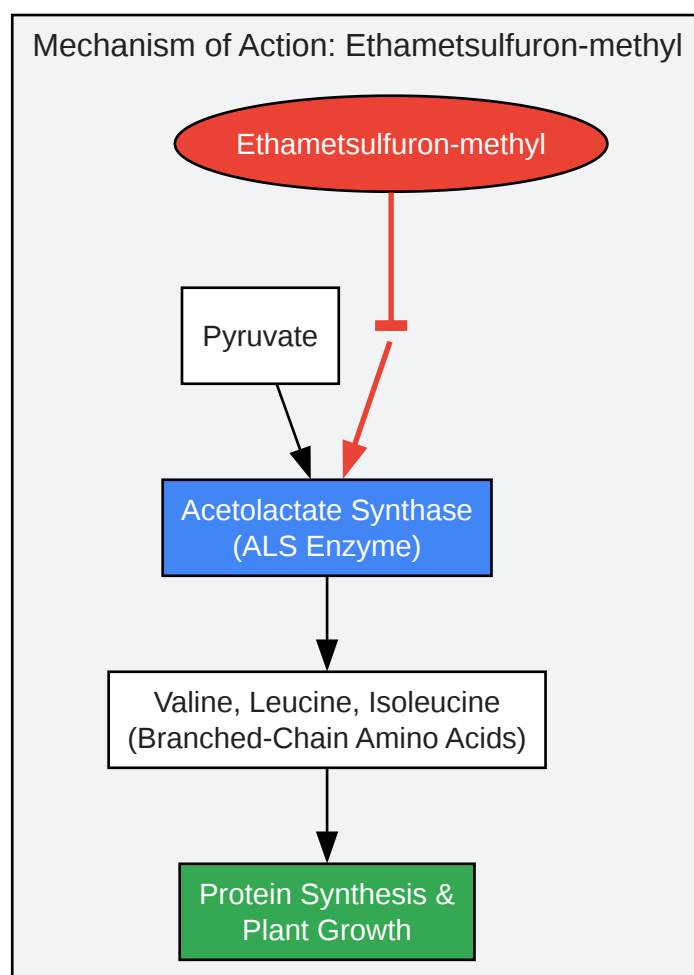 Mechanism of Action: Ethametsulfuron-methyl
Ethametsulfuron-methyl
Pyruvate
Acetolactate Synthase
(ALS Enzyme)
Valine, Leucine, Isoleucine
(Branched-Chain Amino Acids)
Protein Synthesis &
Plant Growth